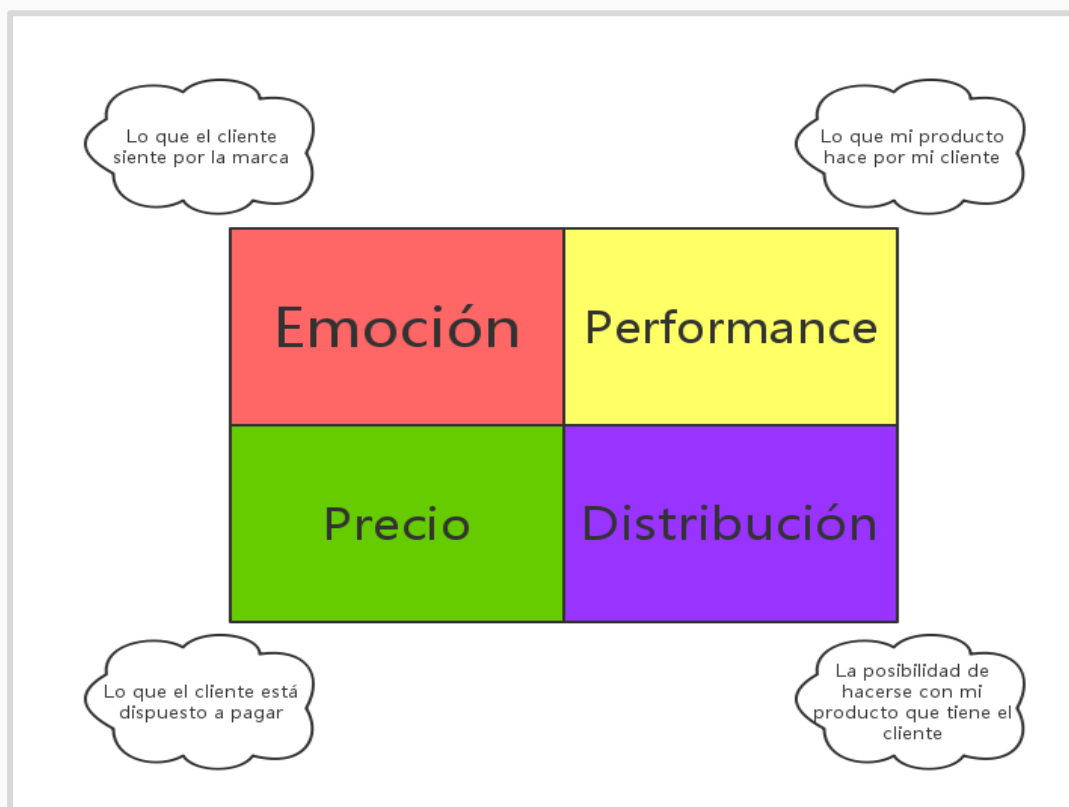 Lo que el cliente
siente por la marca
Lo que mi producto
hace por mi cliente
Emoción
Performance
Precio
Distribución
Lo que el cliente está
dispuesto a pagar
La posibilidad de
hacerse con mi
producto que tiene el
cliente